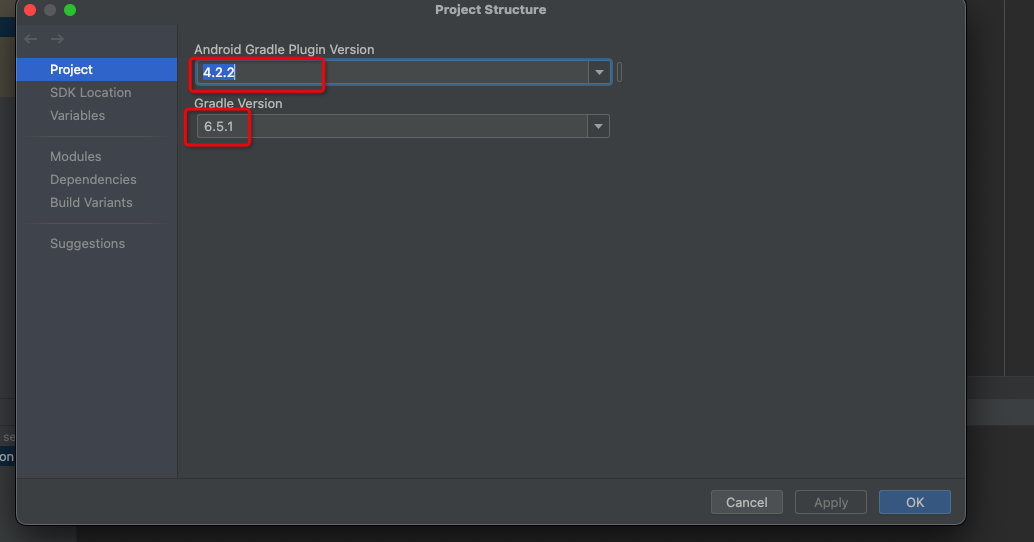 Project Structure
Project
SDK Location
Variables
Modules
Dependencies
Build Variants
Suggestions
Android Gradle Plugin Version
4.2.2
Gradle Version
6.5.1
se
on
Cancel
Apply
OK